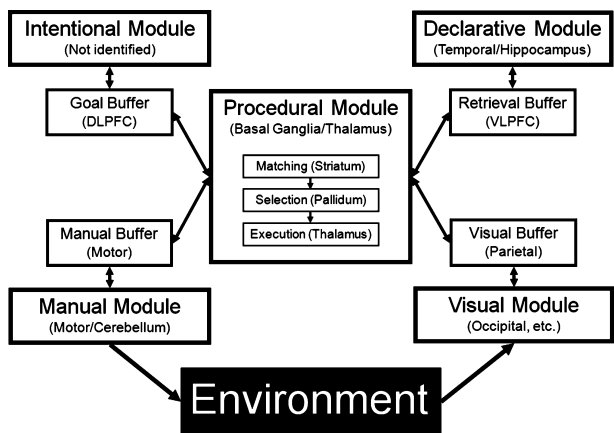 Intentional Module
(Not identified)
Declarative Module
(Temporal/Hippocampus)
Goal Buffer
(DLPFC)
Procedural Module
(Basal Ganglia/Thalamus)
Retrieval Buffer
(VLPFC)
Matching (Striatum)
Selection (Pallidum)
Execution (Thalamus)
Manual Buffer
(Motor)
Visual Buffer
(Parietal)
Manual Module
(Motor/Cerebellum)
Visual Module
(Occipital, etc.)
Environment